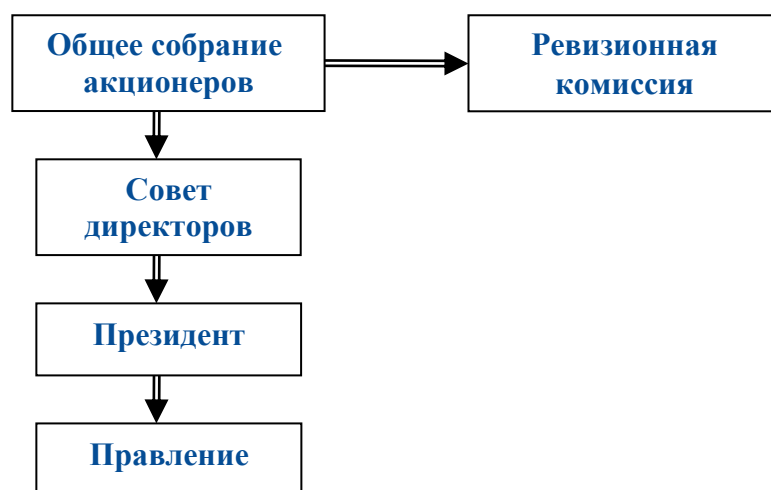 Общее собрание
акционеров
Ревизионная
комиссия
Совет
директоров
Президент
Правление